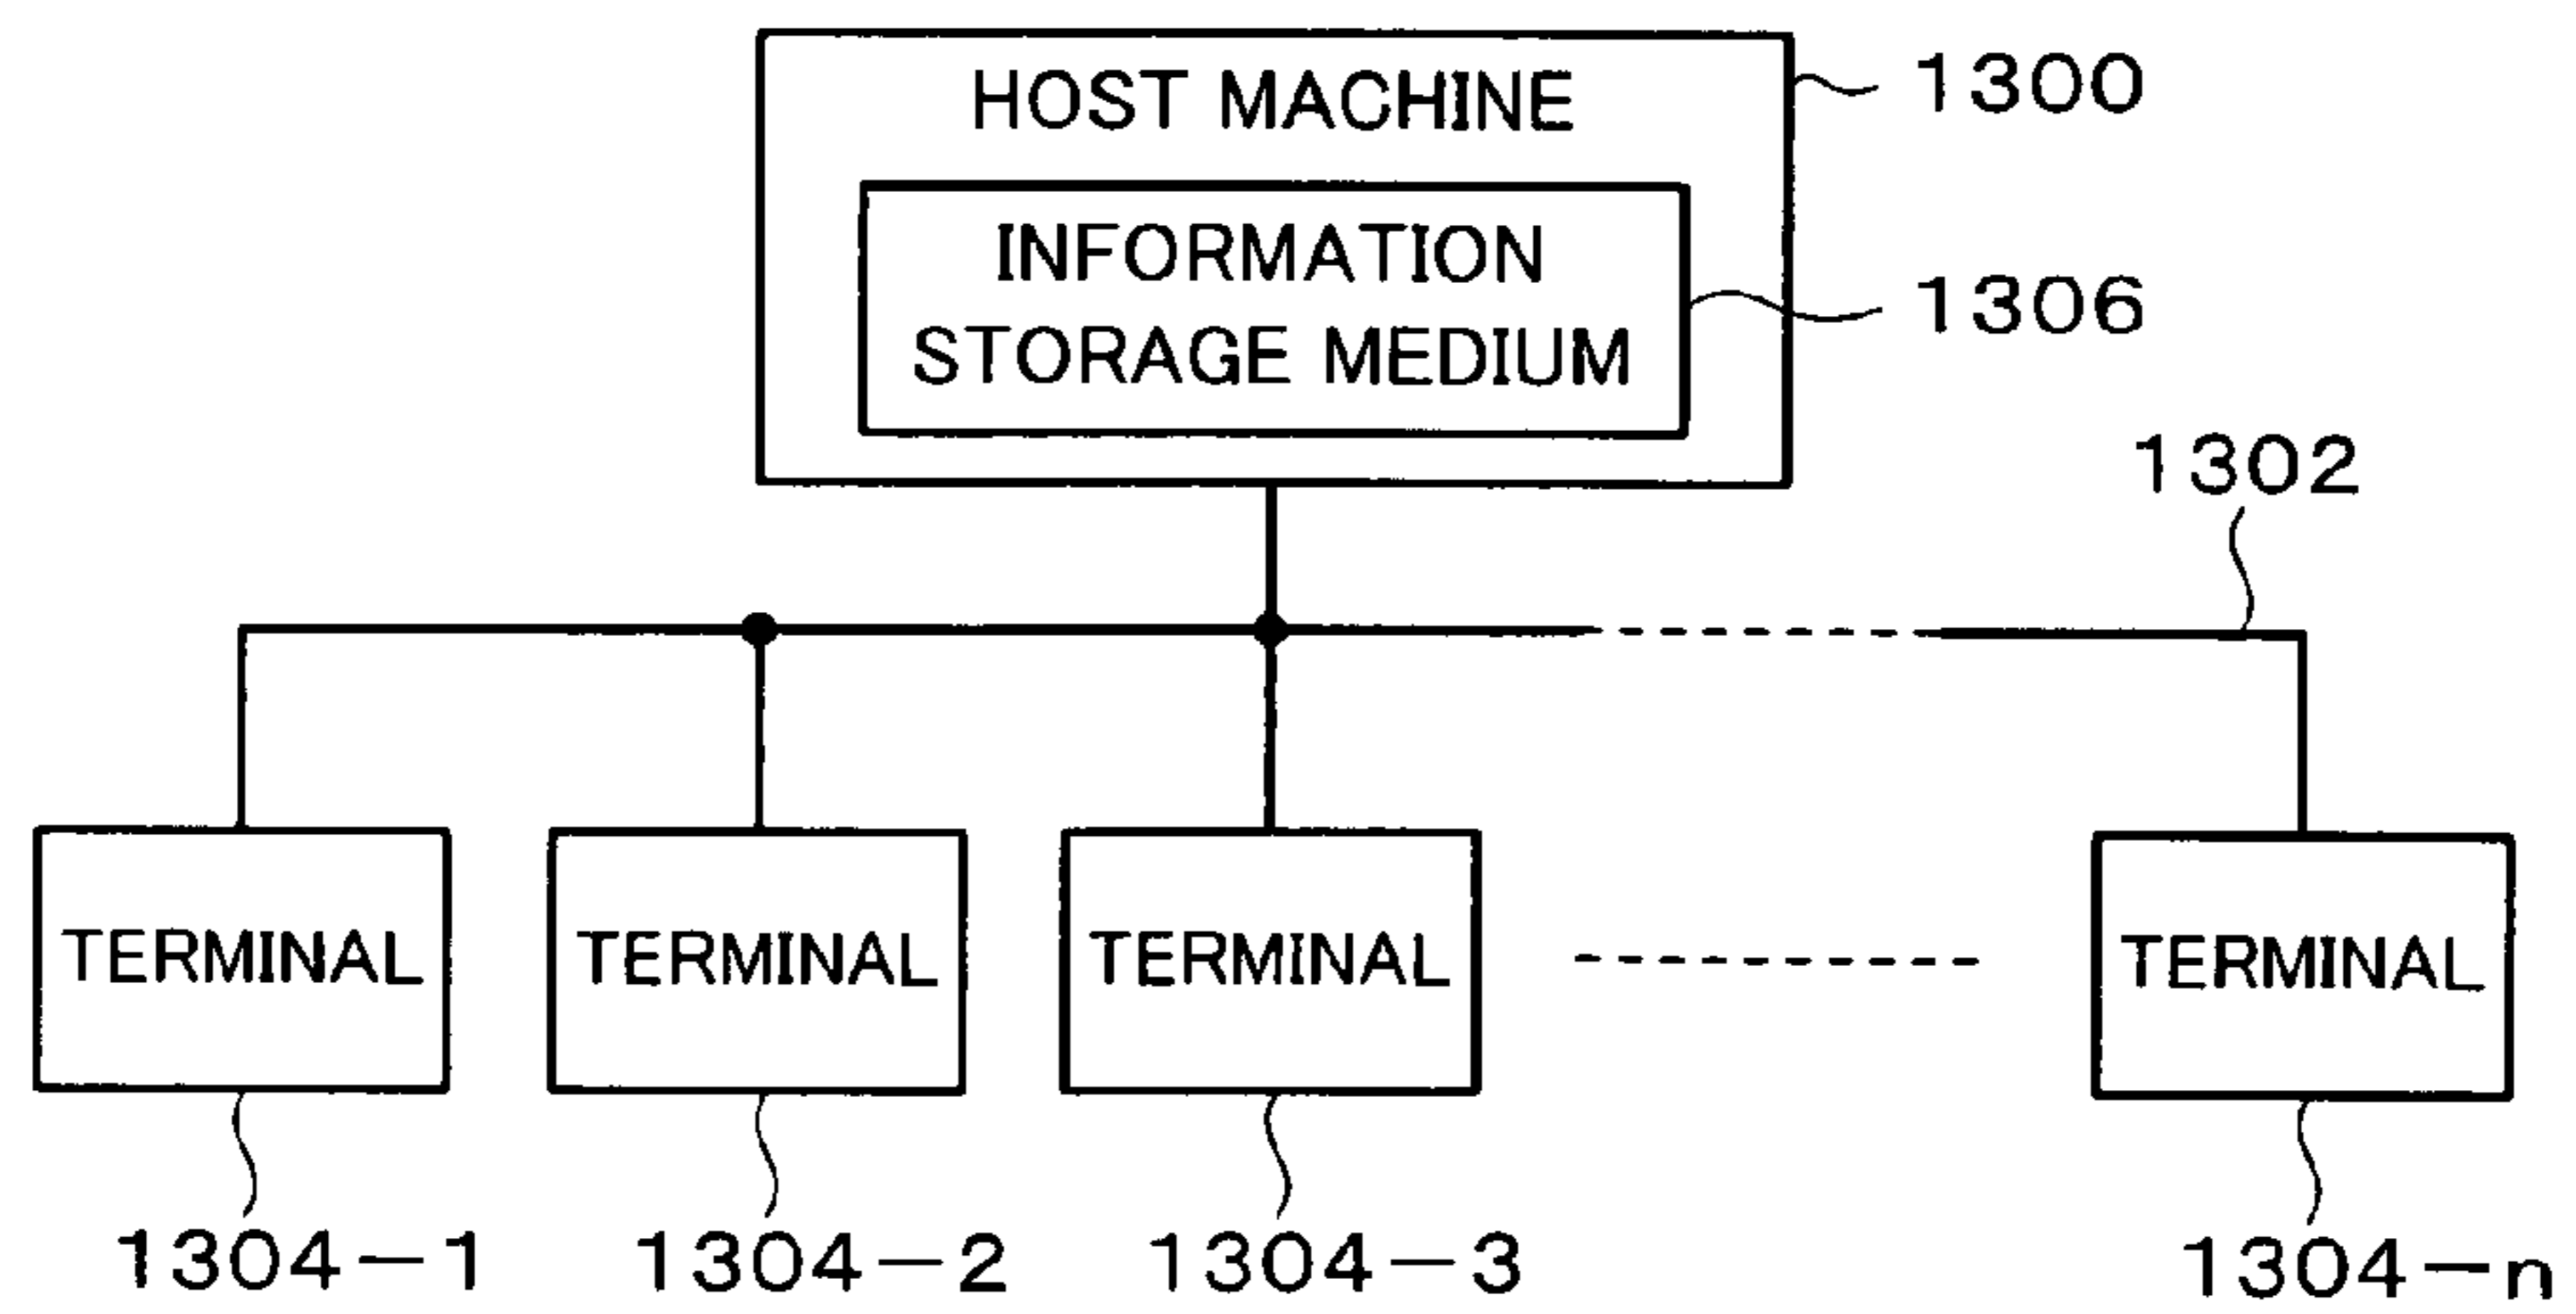 HOST MACHINE
1300
INFORMATION
STORAGE MEDIUM
1306
1302
TERMINAL
TERMINAL
TERMINAL
TERMINAL
1304-1
1304-2
1304-3
1304-n